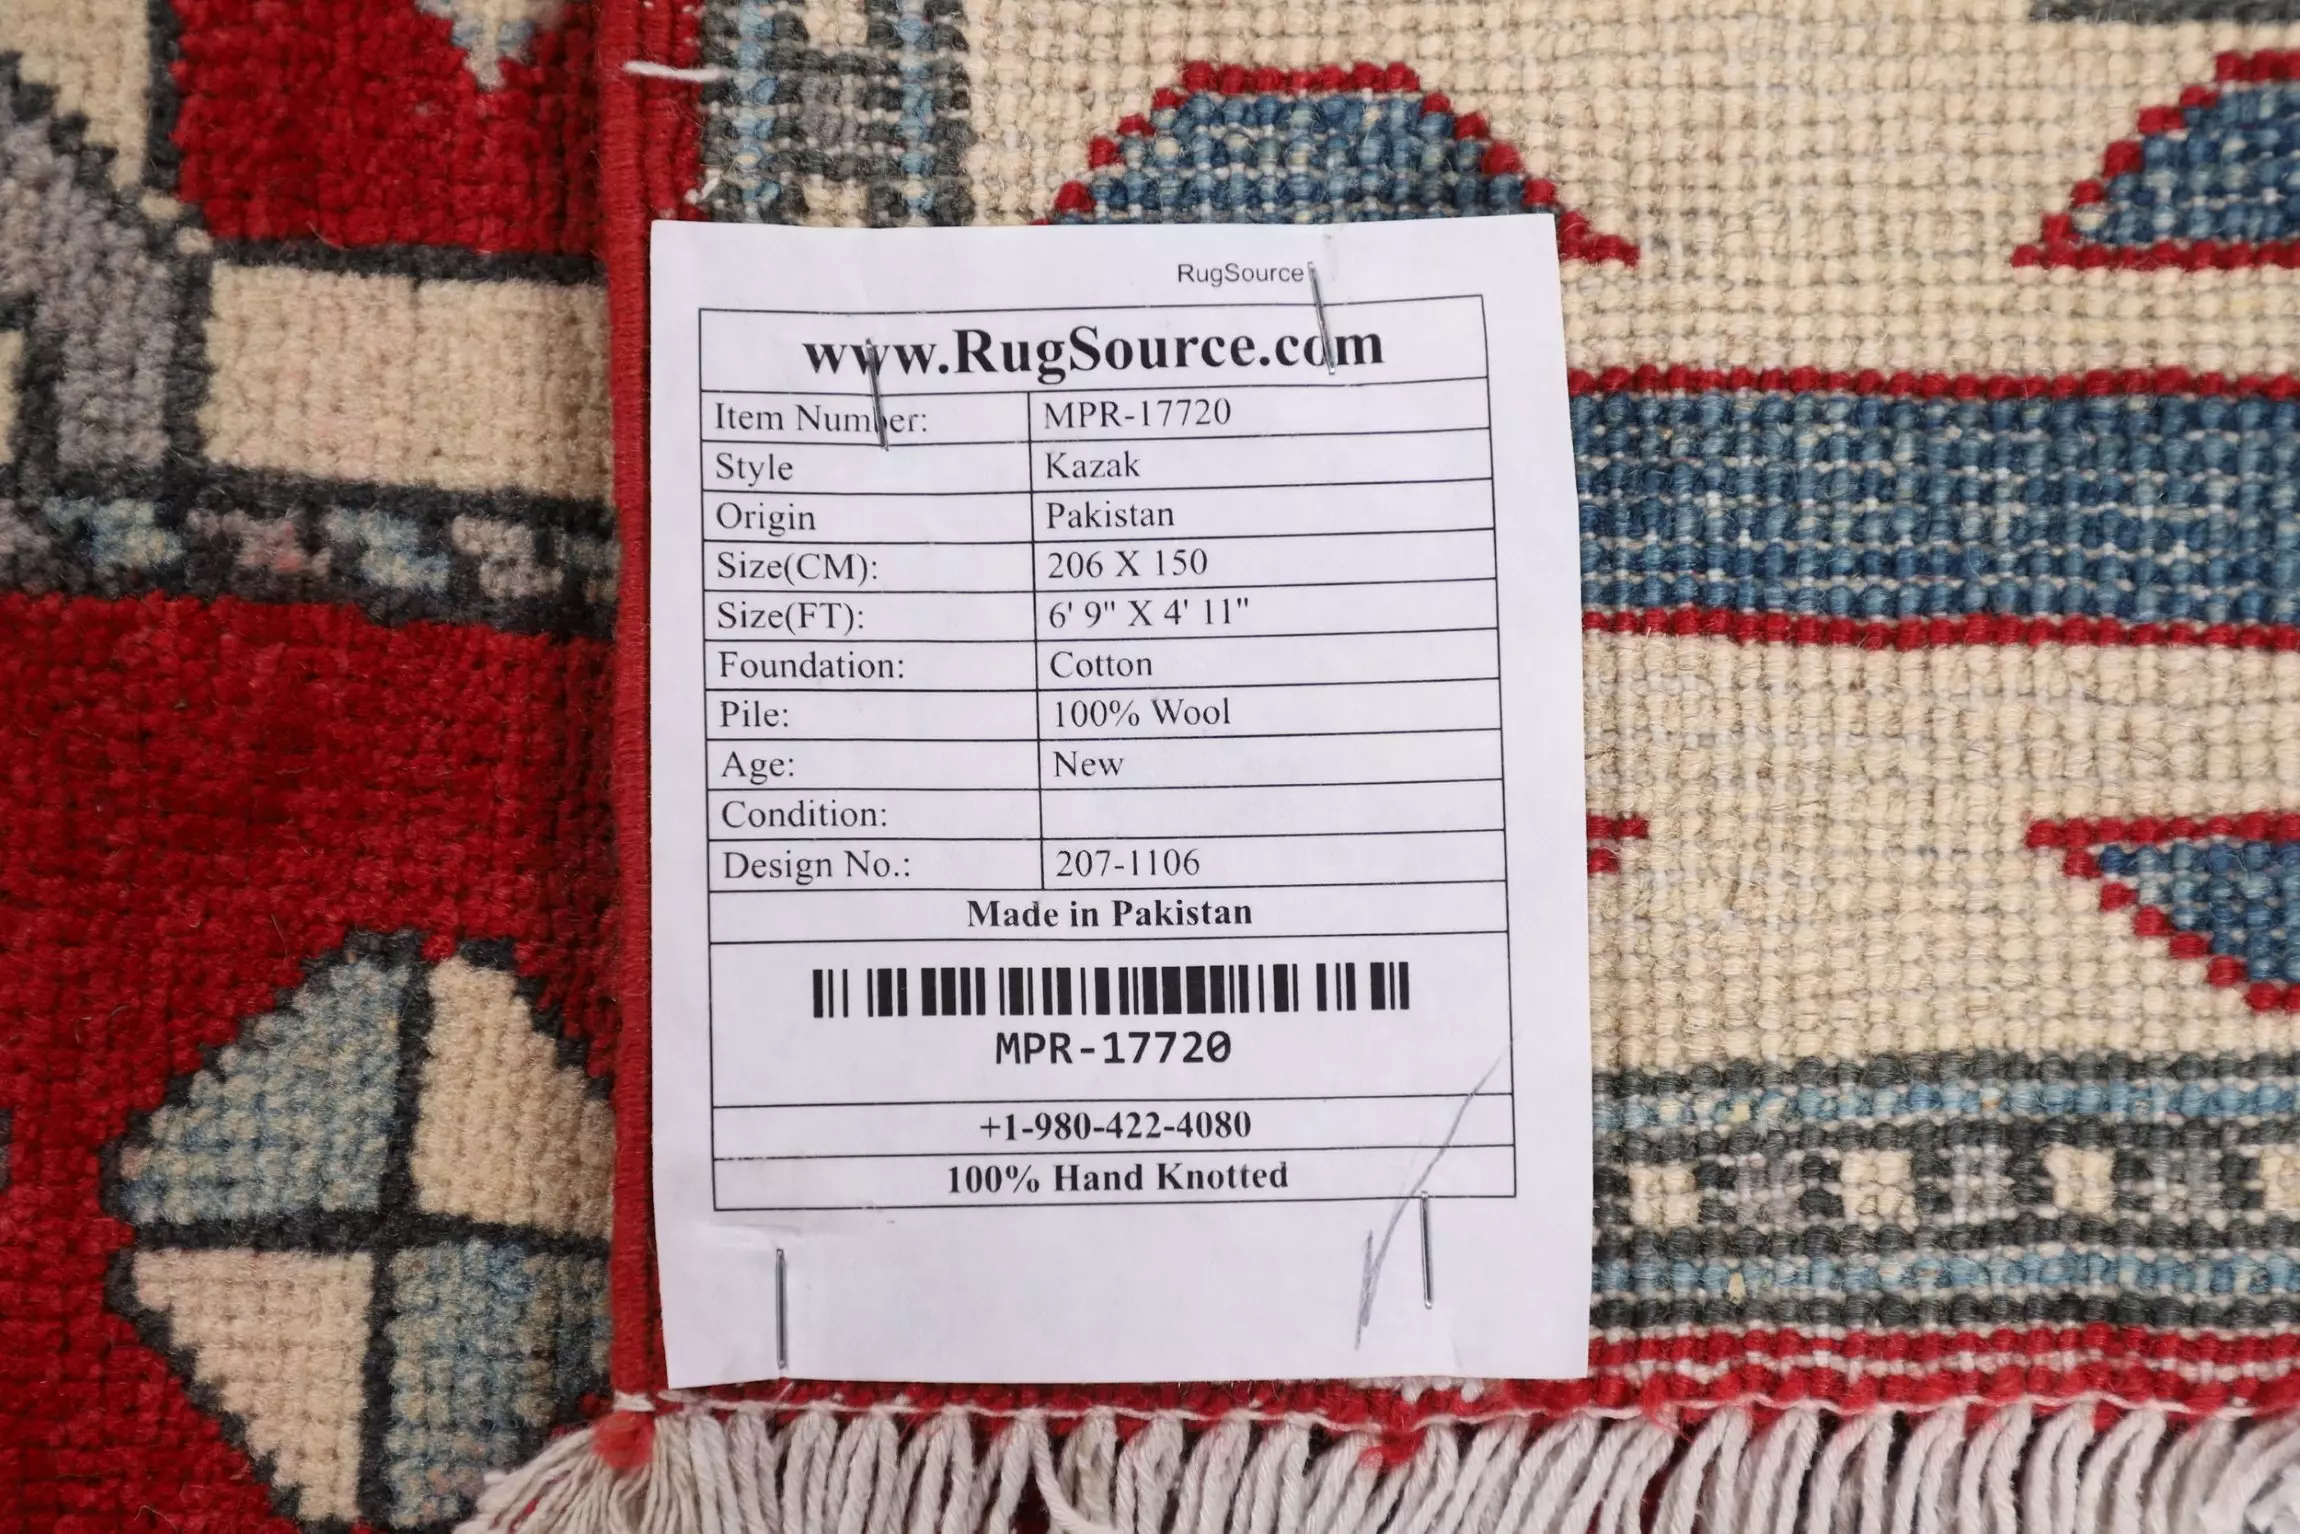 RugSource
www.RugSource.com
Item Number: MPR-17720
Style Kazak
Origin Pakistan
Size(CM): 206 X 150
Size(FT): 6' 9" X 4' 11"
Foundation: Cotton
Pile: 100% Wool
Age: New
Condition:
Design No.: 207-1106
Made in Pakistan
MPR-17720
+1-980-422-4080
100% Hand Knotted